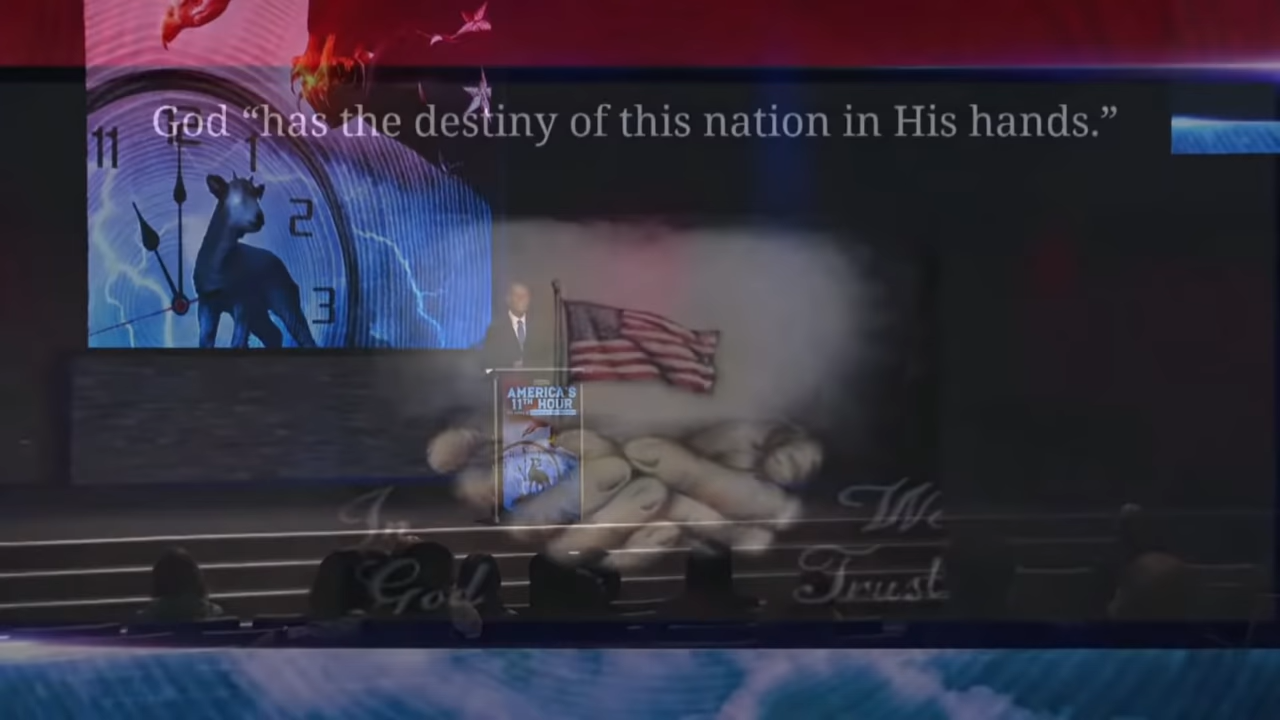 God “has the destiny of this nation in His hands.”
11
12
1
2
3
AMERICA'S
11TH HOUR
In
God
We
Trust